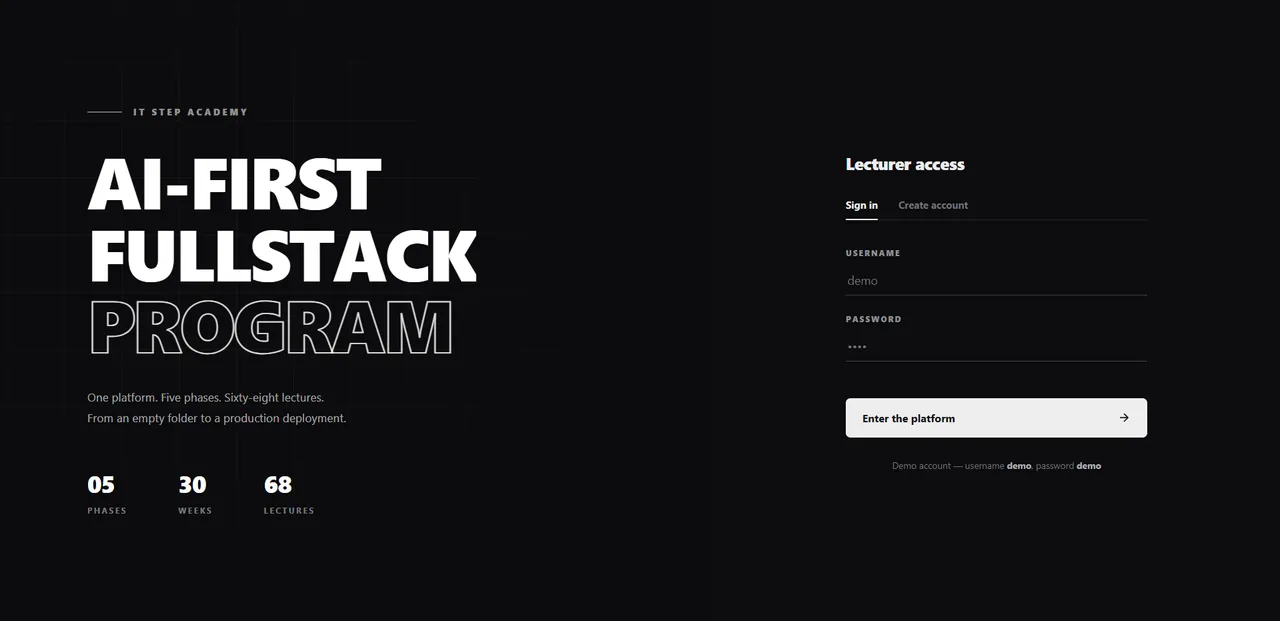 IT STEP ACADEMY
AI-FIRST
FULLSTACK
PROGRAM
One platform. Five phases. Sixty-eight lectures.
From an empty folder to a production deployment.
05
PHASES
30
WEEKS
68
LECTURES
Lecturer access
Sign in
Create account
USERNAME
demo
PASSWORD
••••
Enter the platform →
Demo account — username demo, password demo